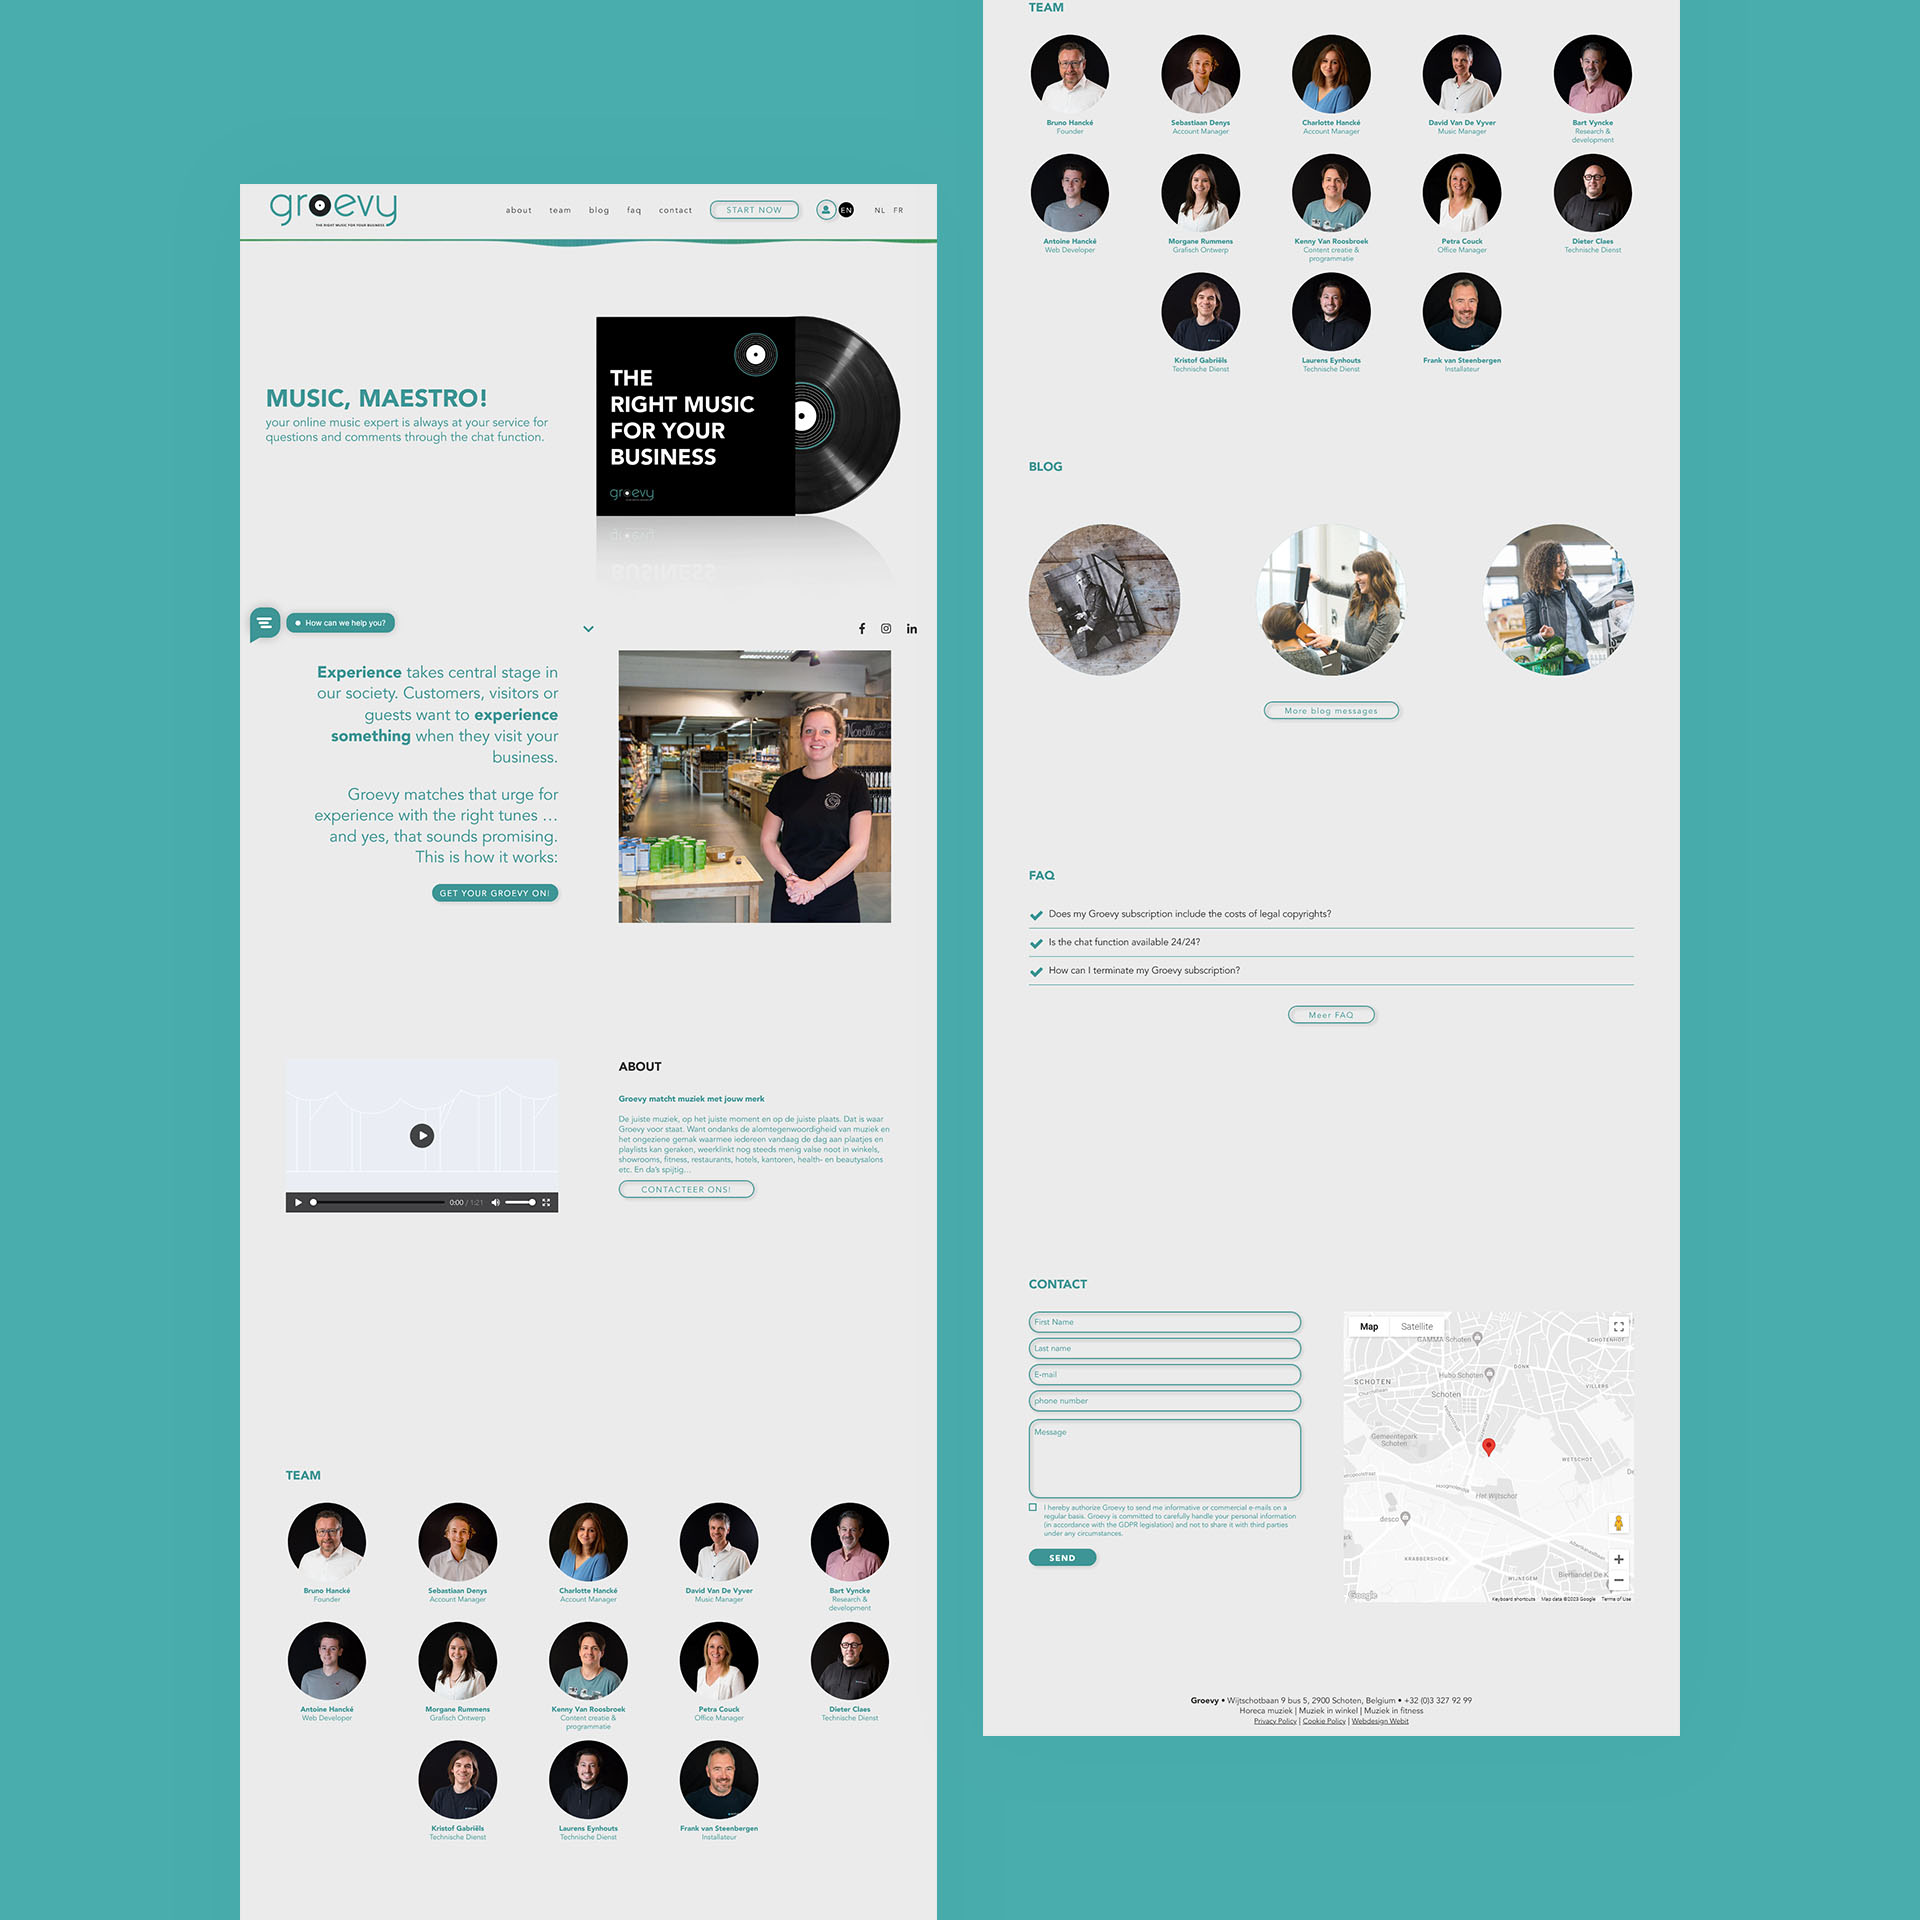 groevy
THE RIGHT MUSIC FOR YOUR BUSINESS
about team blog faq contact START NOW EN NL FR
MUSIC, MAESTRO!
your online music expert is always at your service for
questions and comments through the chat function.
THE
RIGHT MUSIC
FOR YOUR
BUSINESS
groevy
How can we help you?
Experience takes central stage in
our society. Customers, visitors or
guests want to experience
something when they visit your
business.
Groevy matches that urge for
experience with the right tunes ...
and yes, that sounds promising.
This is how it works:
GET YOUR GROEVY ON!
0:00 / 1:21
ABOUT
Groevy matcht muziek met jouw merk
De juiste muziek, op het juiste moment en op de juiste plaats. Dat is waar
Groevy voor staat. Want ondanks de alomtegenwoordigheid van muziek en
het ongeziene gemak waarmee iedereen vandaag de dag aan plaatjes en
playlists kan geraken, weerklinkt nog steeds menig valse noot in winkels,
showrooms, fitness, restaurants, hotels, kantoren, health- en beautysalons
etc. En da's spijtig...
CONTACTEER ONS!
TEAM
Bruno Hancké Sebastiaan Denys Charlotte Hancké David Van De Vyver Bart Vyncke
Founder Account Manager Account Manager Music Manager Research &
development
Antoine Hancké Morgane Rummens Kenny Van Roosbroek Petra Couck Dieter Claes
Web Developer Grafisch Ontwerp Content creatie & Office Manager Technische Dienst
programmatie
Kristof Gabriëls Laurens Eynhouts Frank van Steenbergen
Technische Dienst Technische Dienst Installateur
TEAM
Bruno Hancké Sebastiaan Denys Charlotte Hancké David Van De Vyver Bart Vyncke
Founder Account Manager Account Manager Music Manager Research &
development
Antoine Hancké Morgane Rummens Kenny Van Roosbroek Petra Couck Dieter Claes
Web Developer Grafisch Ontwerp Content creatie & Office Manager Technische Dienst
programmatie
Kristof Gabriëls Laurens Eynhouts Frank van Steenbergen
Technische Dienst Technische Dienst Installateur
BLOG
More blog messages
FAQ
Does my Groevy subscription include the costs of legal copyrights?
Is the chat function available 24/24?
How can I terminate my Groevy subscription?
Meer FAQ
CONTACT
First Name
Last name
E-mail
phone number
Message
I hereby authorize Groevy to send me informative or commercial e-mails on a
regular basis. Groevy is committed to carefully handle your personal information
(in accordance with the GDPR legislation) and not to share it with third parties
under any circumstances.
SEND
Map Satellite
GAMMA Schoten
SCHOTENHOF
DONK
Hubo Schoten
SCHOTEN
VILLERS
Schoten
Gemeentepark
Schoten
WETSCHOT
Het Wijtschot
desco
KRABBERSHOEK
WIJNEGEM
Bierhandel De K
Google
Keyboard shortcuts Map data ©2023 Google Terms of Use
Groevy • Wijtschotbaan 9 bus 5, 2900 Schoten, Belgium • +32 (0)3 327 92 99
Horeca muziek | Muziek in winkel | Muziek in fitness
Privacy Policy | Cookie Policy | Webdesign Webit